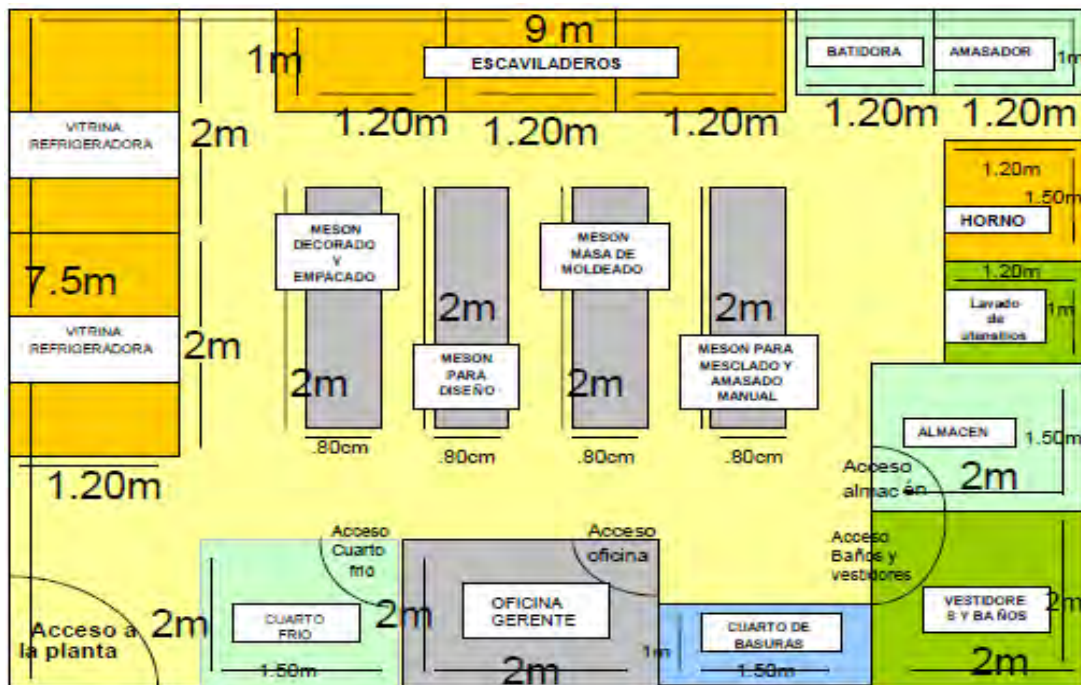 9 m
1m
ESCAVILADEROS
BATIDORA
AMASADOR
1m
1.20m
1.20m
1.20m
1.20m
1.20m
VITRINA
REFRIGERADORA
2m
1.20m
1.50m
HORNO
MESON
DECORADO
Y
EMPACADO
MESON
MASA DE
MOLDEADO
7.5m
1.20m
Lavado
de
utensilios
1m
2m
2m
VITRINA
REFRIGERADORA
2m
2m
MESON
PARA
DISEÑO
2m
MESON PARA
MESCLADO Y
AMASADO
MANUAL
.80cm
.80cm
.80cm
.80cm
ALMACEN
1.50m
2m
1.20m
Acceso
almacén
Acceso
Cuarto
frio
Acceso
oficina
Acceso
Baños y
vestidores
Acceso a
la planta
2m
CUARTO
FRIO
1.50m
2m
OFICINA
GERENTE
2m
1m
CUARTO DE
BASURAS
1.50m
VESTIDORE
S Y BAÑOS
2m
2m